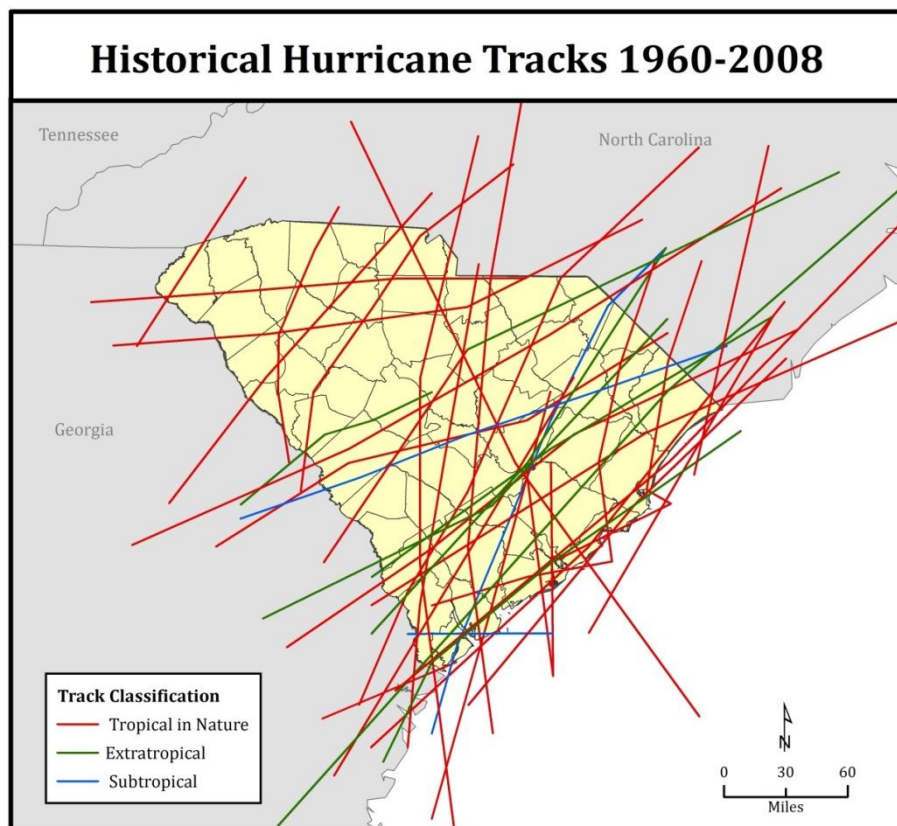 Historical Hurricane Tracks 1960-2008
Tennessee
North Carolina
Georgia
Track Classification
Tropical in Nature
Extratropical
Subtropical
N
0 30 60
Miles